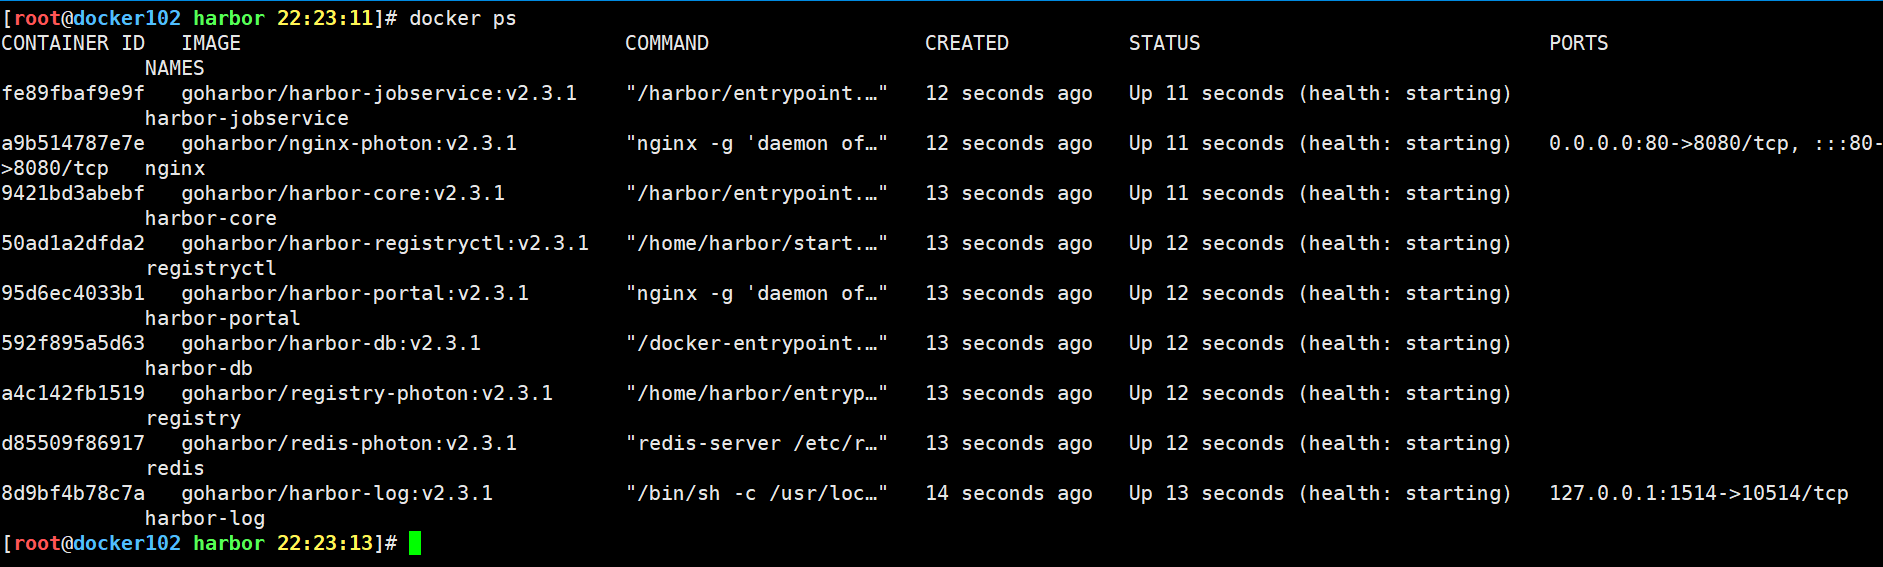 [root@docker102 harbor 22:23:11]# docker ps
CONTAINER ID   IMAGE                                COMMAND                  CREATED          STATUS                             PORTS
            NAMES
fe89fbaf9e9f   goharbor/harbor-jobservice:v2.3.1    "/harbor/entrypoint.…"   12 seconds ago   Up 11 seconds (health: starting)
            harbor-jobservice
a9b514787e7e   goharbor/nginx-photon:v2.3.1         "nginx -g 'daemon of…"   12 seconds ago   Up 11 seconds (health: starting)   0.0.0.0:80->8080/tcp, :::80-
>8080/tcp   nginx
9421bd3abebf   goharbor/harbor-core:v2.3.1          "/harbor/entrypoint.…"   13 seconds ago   Up 11 seconds (health: starting)
            harbor-core
50ad1a2dfda2   goharbor/harbor-registryctl:v2.3.1   "/home/harbor/start.…"   13 seconds ago   Up 12 seconds (health: starting)
            registryctl
95d6ec4033b1   goharbor/harbor-portal:v2.3.1        "nginx -g 'daemon of…"   13 seconds ago   Up 12 seconds (health: starting)
            harbor-portal
592f895a5d63   goharbor/harbor-db:v2.3.1            "/docker-entrypoint.…"   13 seconds ago   Up 12 seconds (health: starting)
            harbor-db
a4c142fb1519   goharbor/registry-photon:v2.3.1      "/home/harbor/entryp…"   13 seconds ago   Up 12 seconds (health: starting)
            registry
d85509f86917   goharbor/redis-photon:v2.3.1         "redis-server /etc/r…"   13 seconds ago   Up 12 seconds (health: starting)
            redis
8d9bf4b78c7a   goharbor/harbor-log:v2.3.1           "/bin/sh -c /usr/loc…"   14 seconds ago   Up 13 seconds (health: starting)   127.0.0.1:1514->10514/tcp
            harbor-log
[root@docker102 harbor 22:23:13]#